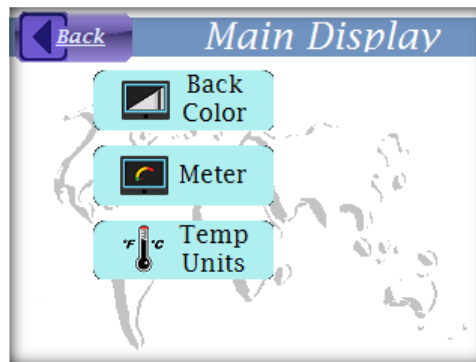 Back
Main Display
Back
Color
Meter
°F °C
Temp
Units